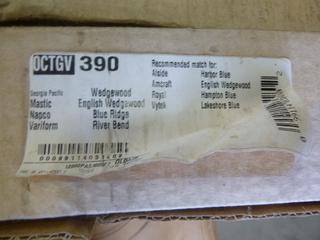 OCTGV 390
Georgia Pacific Wedgewood
Mastic English Wedgewood
Napco Blue Ridge
Variform River Bend
Recommended match for:
Alside Harbor Blue
Amcraft English Wedgewood
Royal Hampton Blue
Vytek Lakeshore Blue